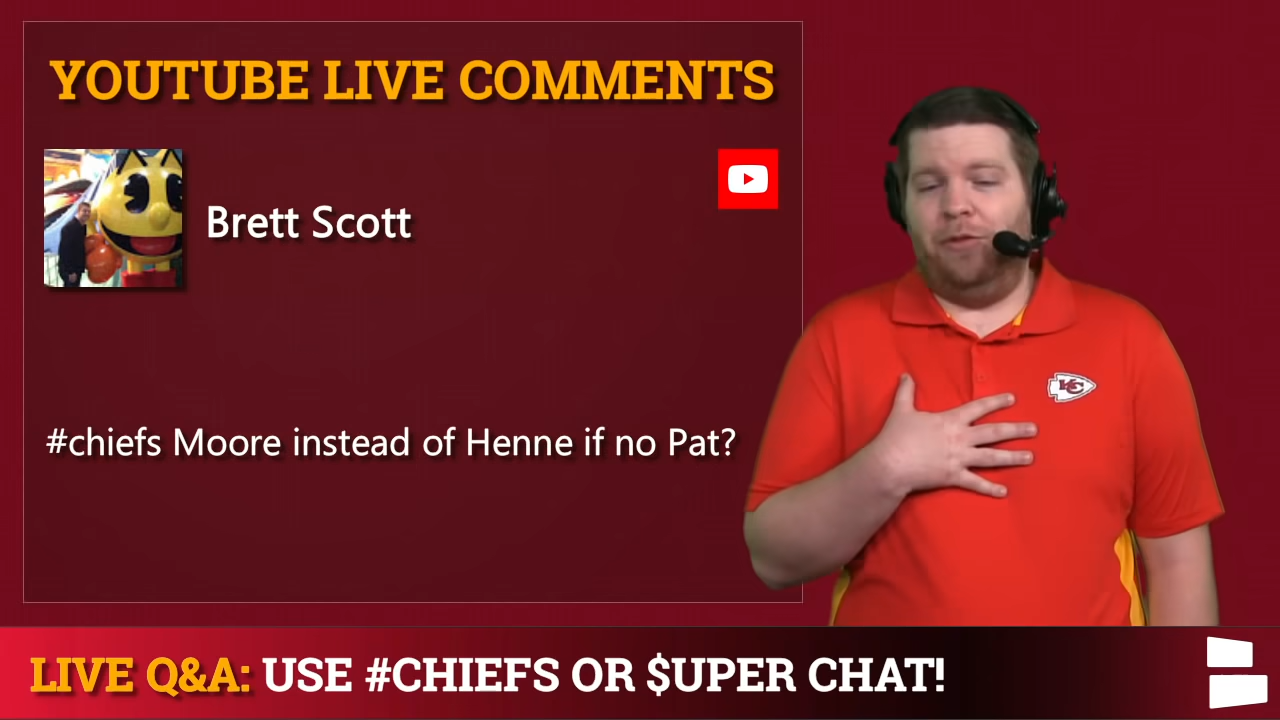 YOUTUBE LIVE COMMENTS
Brett Scott
#chiefs Moore instead of Henne if no Pat?
KC
LIVE Q&A: USE #CHIEFS OR $UPER CHAT!